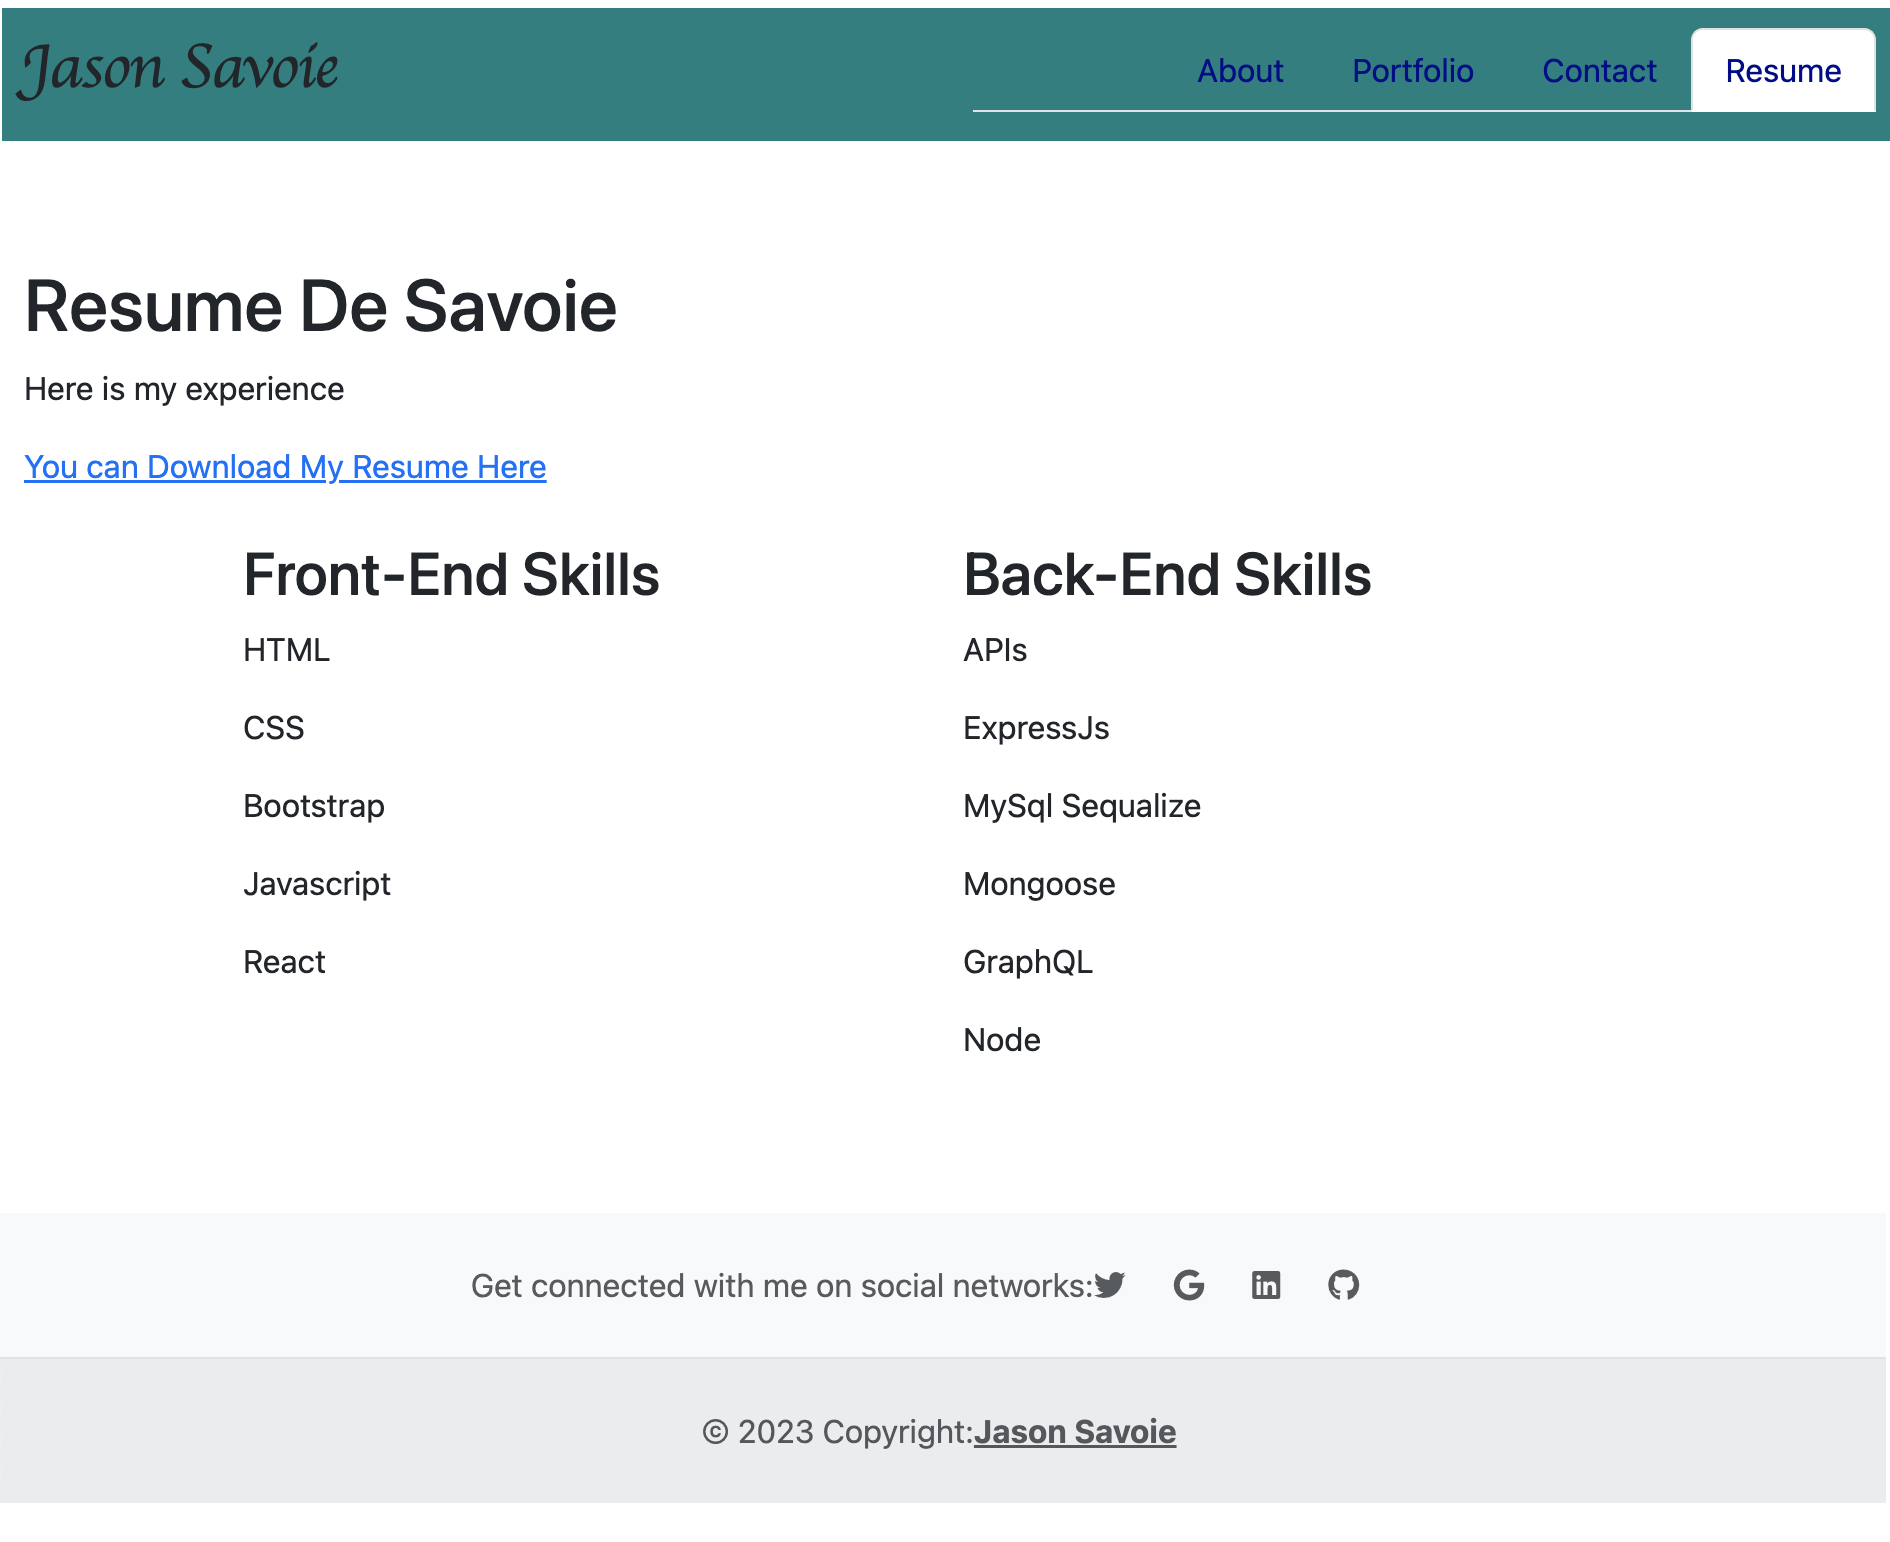 Jason Savoie
About Portfolio Contact Resume
Resume De Savoie
Here is my experience
You can Download My Resume Here
Front-End Skills
HTML
CSS
Bootstrap
Javascript
React
Back-End Skills
APIs
ExpressJs
MySql Sequalize
Mongoose
GraphQL
Node
Get connected with me on social networks:
© 2023 Copyright:Jason Savoie